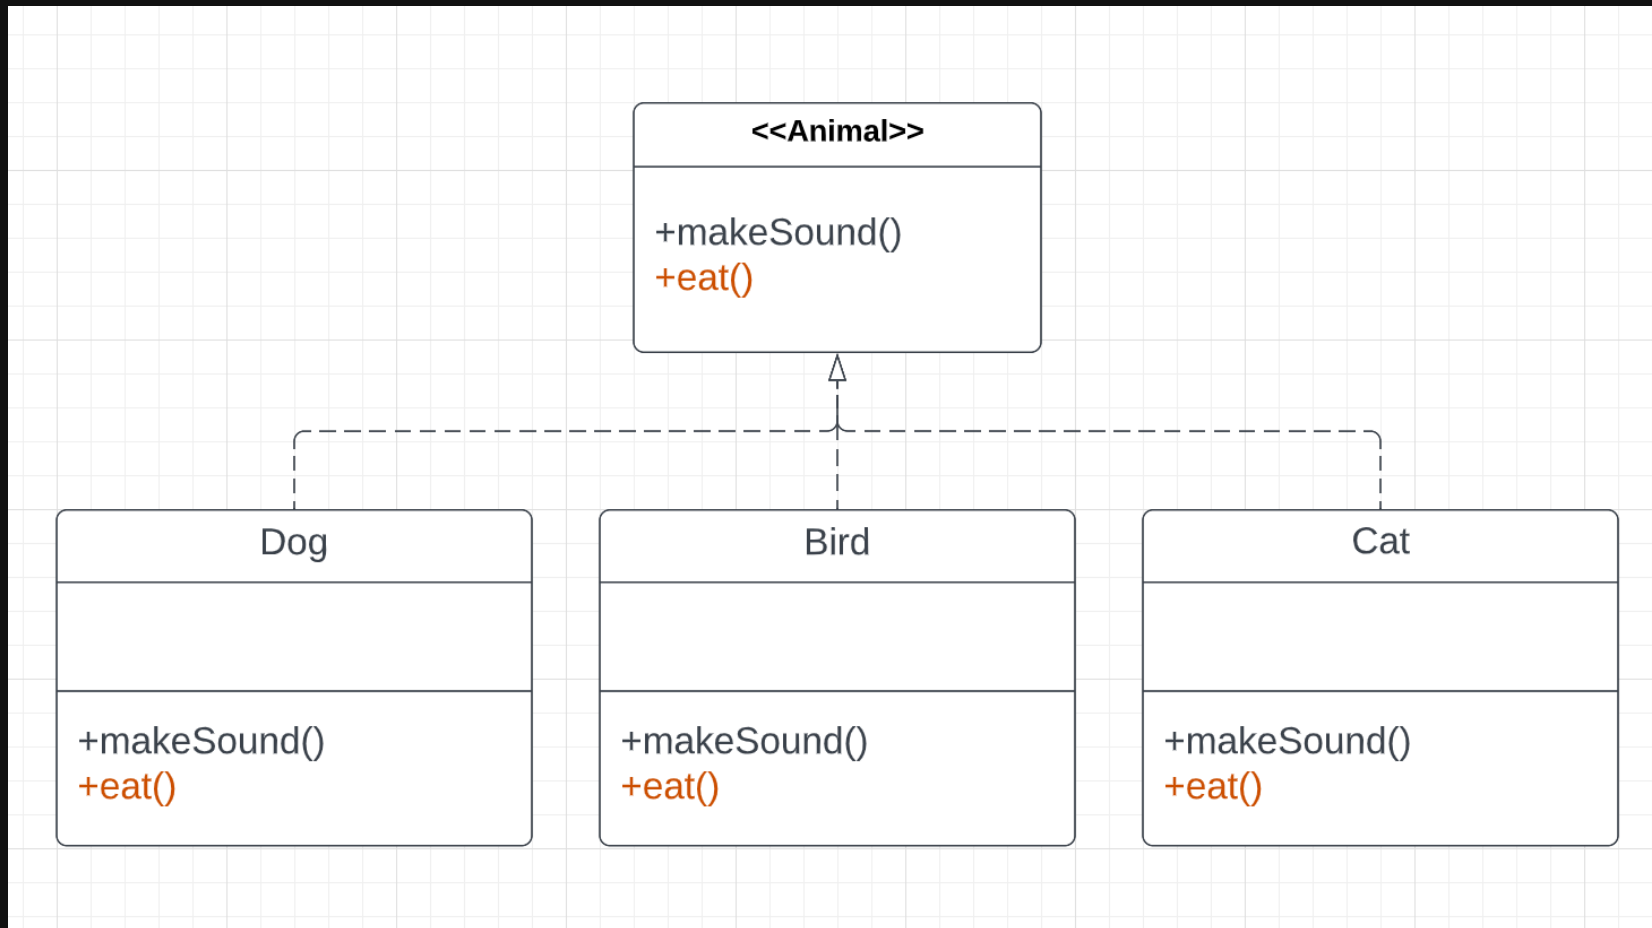 <<Animal>>
+makeSound()
+eat()
Dog
+makeSound()
+eat()
Bird
+makeSound()
+eat()
Cat
+makeSound()
+eat()